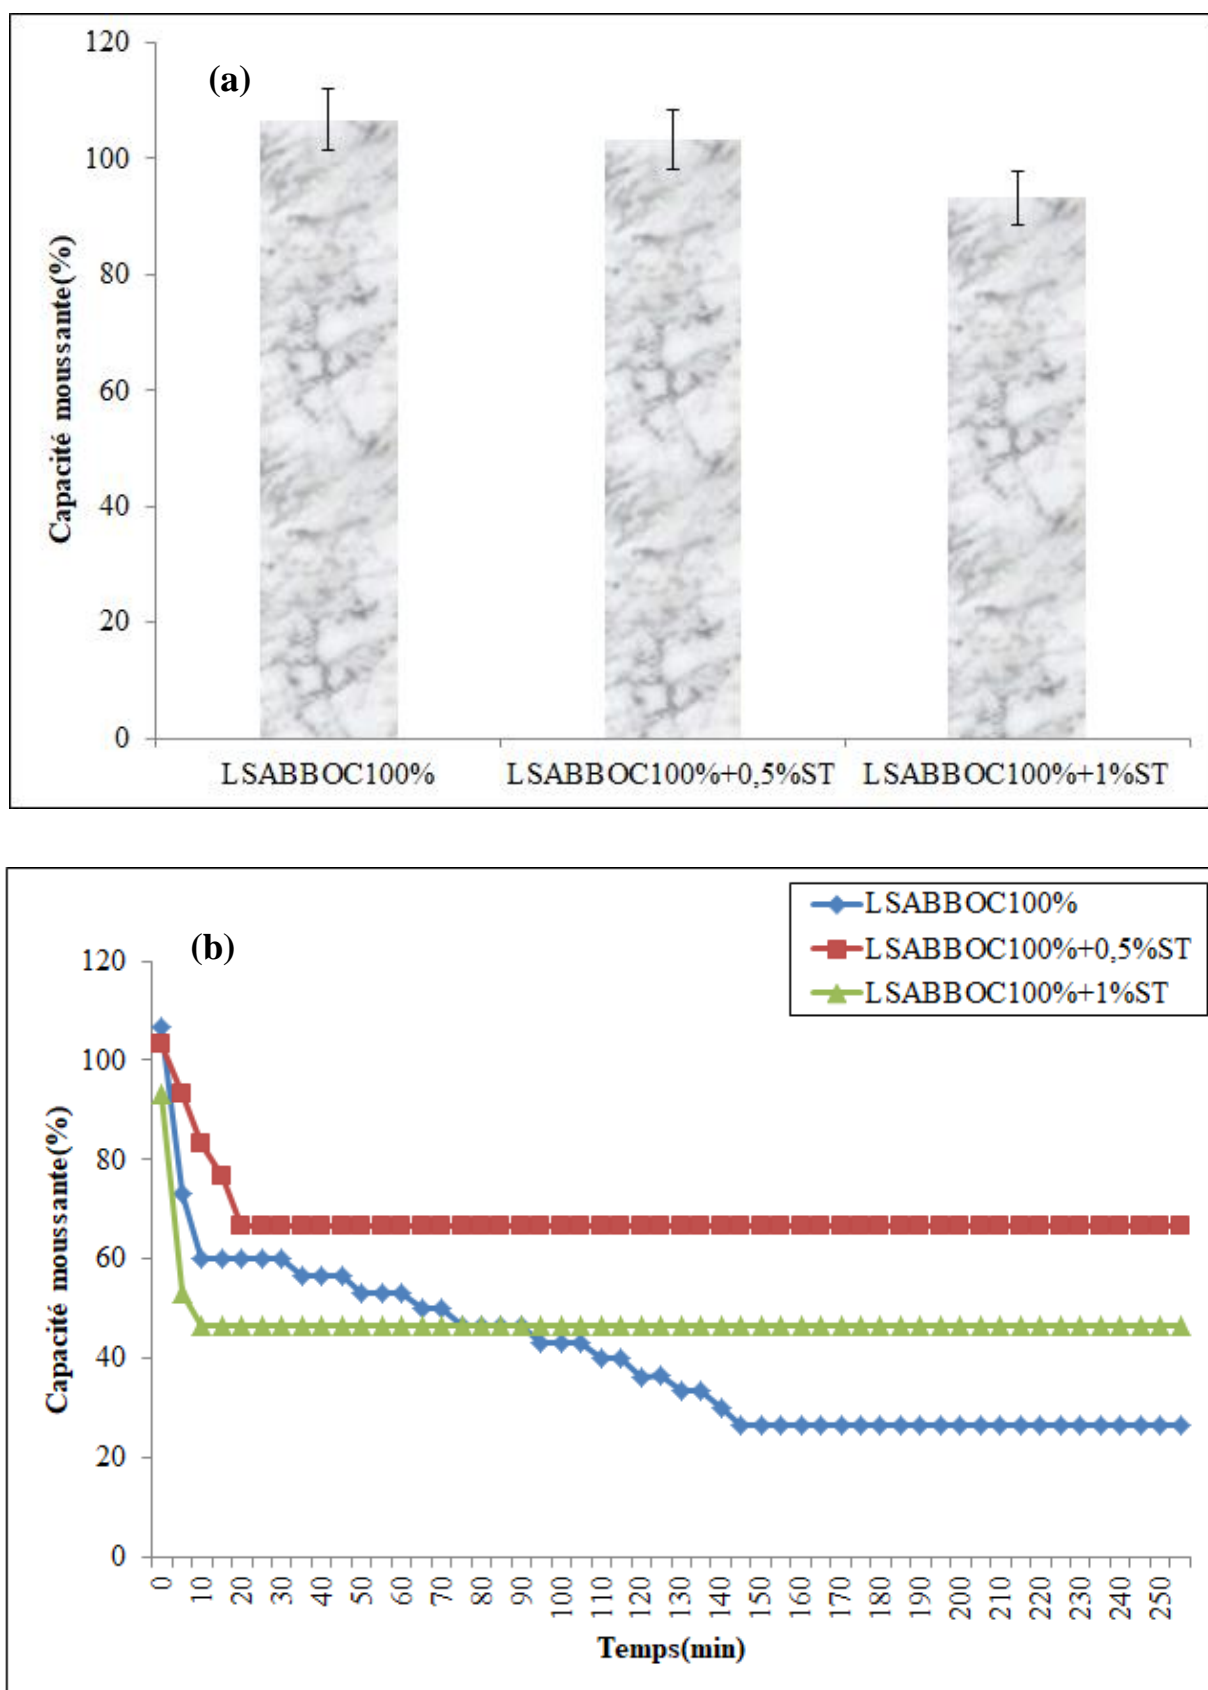 120
(a)
100
80
60
40
20
0
Capacité moussante(%)
LSABBOC100%
LSABBOC100%+0,5%ST
LSABBOC100%+1%ST
LSABBOC100%
LSABBOC100%+0,5%ST
LSABBOC100%+1%ST
(b)
120
100
80
60
40
20
0
Capacité moussante(%)
0 10 20 30 40 50 60 70 80 90 100 110 120 130 140 150 160 170 180 190 200 210 220 230 240 250
Temps(min)